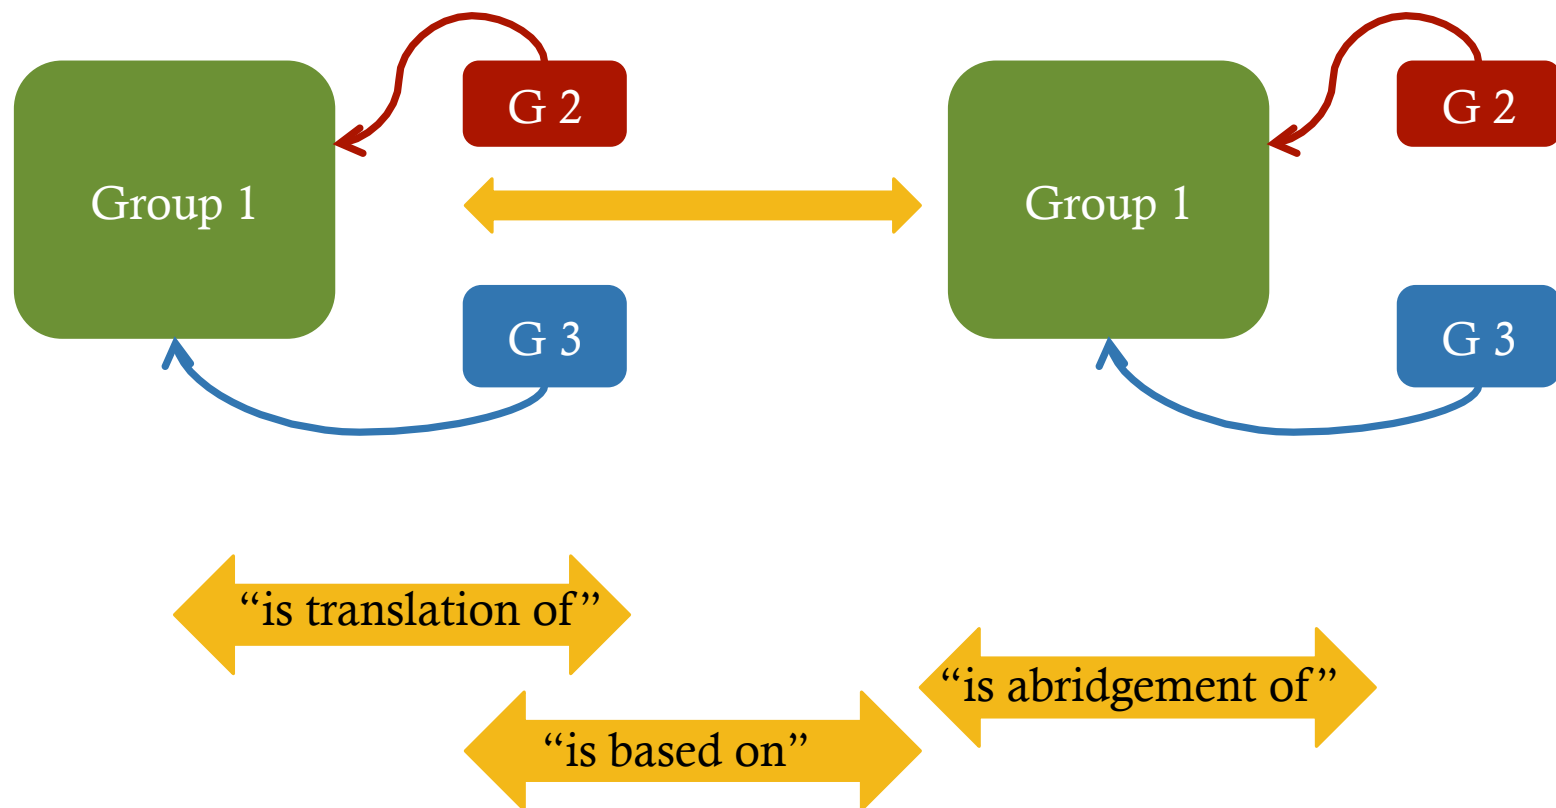 G 2
G 2
Group 1
Group 1
G 3
G 3
“is translation of”
“is abridgement of”
“is based on”